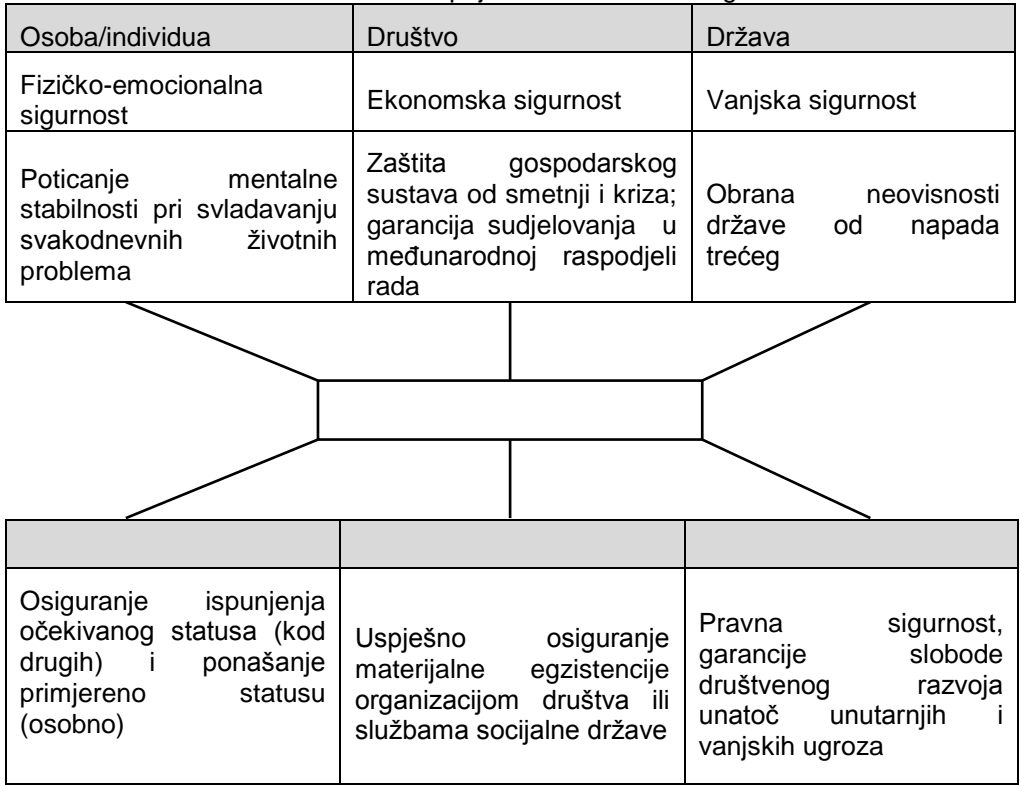 Osoba/individua
Društvo
Država
Fizičko-emocionalna
sigurnost
Ekonomska sigurnost
Vanjska sigurnost
Poticanje mentalne
stabilnosti pri svladavanju
svakodnevnih životnih
problema
Zaštita gospodarskog
sustava od smetnji i kriza;
garancija sudjelovanja u
međunarodnoj raspodjeli
rada
Obrana neovisnosti
države od napada
trećeg
Osiguranje ispunjenja
očekivanog statusa (kod
drugih) i ponašanje
primjereno statusu
(osobno)
Uspješno osiguranje
materijalne egzistencije
organizacijom društva ili
službama socijalne države
Pravna sigurnost,
garancije slobode
društvenog razvoja
unatoč unutarnjih i
vanjskih ugroza